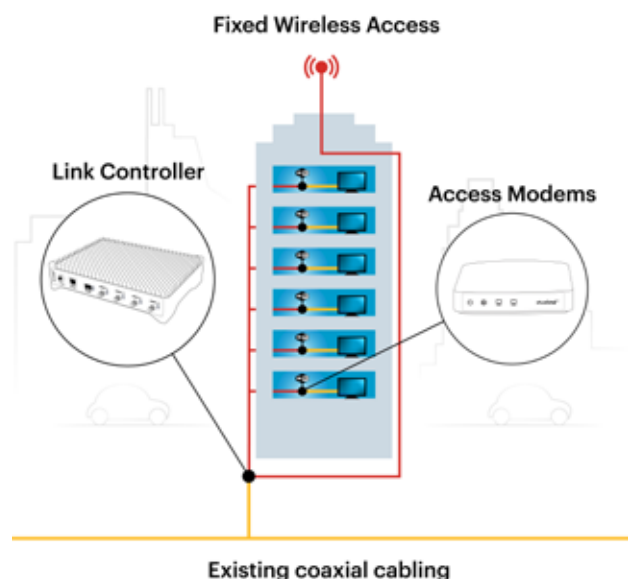 Fixed Wireless Access
Link Controller
Access Modems
Existing coaxial cabling